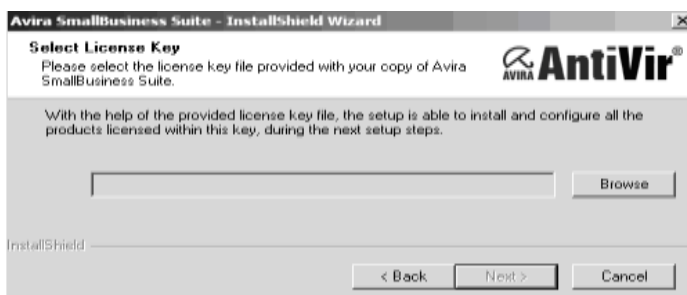 Avira SmallBusiness Suite - InstallShield Wizard
Select License Key
Please select the license key file provided with your copy of Avira
SmallBusiness Suite.
AVIRA AntiVir®
With the help of the provided license key file, the setup is able to install and configure all the
products licensed within this key, during the next setup steps.
Browse
InstallShield
< Back
Next >
Cancel